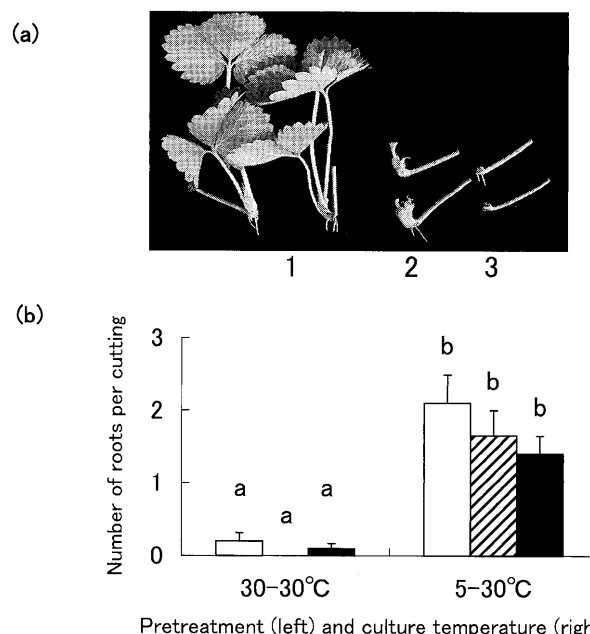 (a)
1 2 3
(b)
Number of roots per cutting
3
b
b
b
2
1
a
a
a
0
30-30℃ 5-30℃
Pretreatment (left) and culture temperature (righ